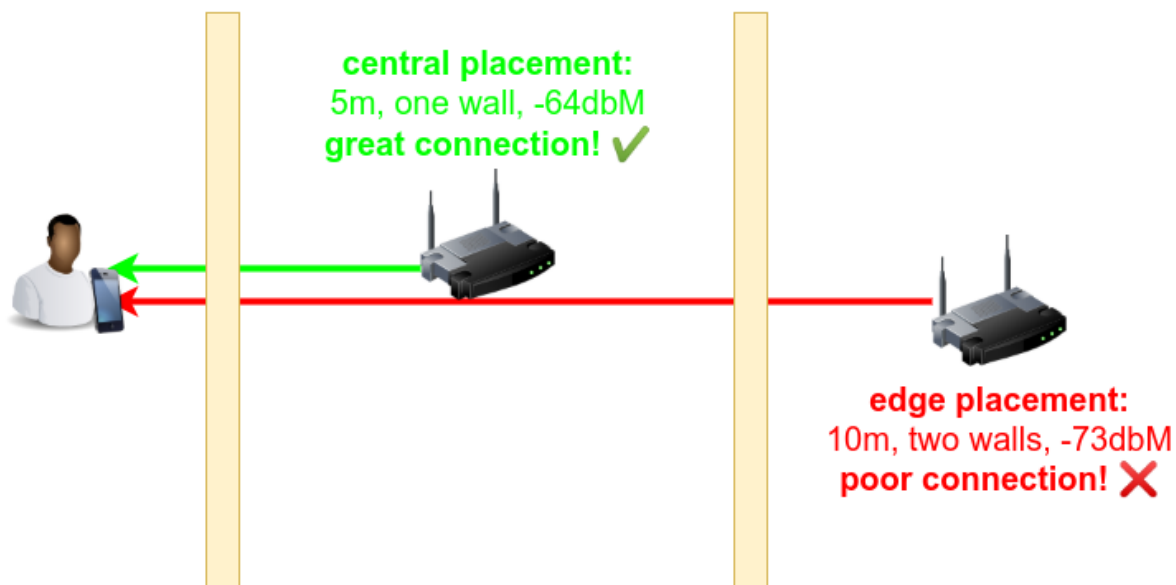 central placement:
5m, one wall, -64dbM
great connection! ✔
edge placement:
10m, two walls, -73dbM
poor connection! ❌